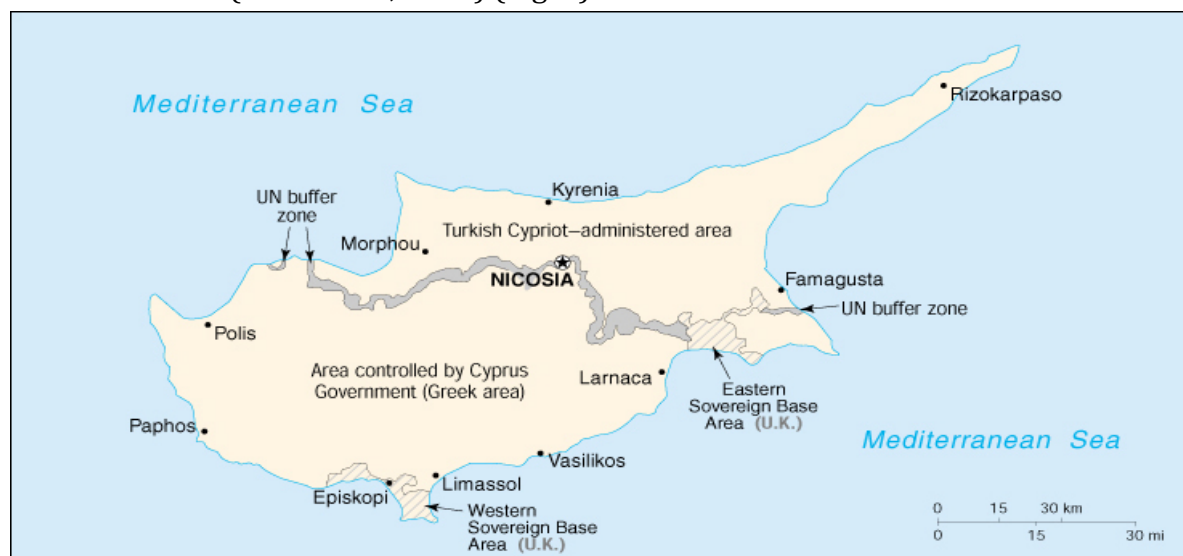 Mediterranean Sea
Rizokarpaso
Kyrenia
UN buffer
zone
Turkish Cypriot–administered area
Morphou
NICOSIA
Famagusta
UN buffer zone
Polis
Area controlled by Cyprus
Government (Greek area)
Larnaca
Eastern
Sovereign Base
Area (U.K.)
Paphos
Mediterranean Sea
Vasilikos
Episkopi
Limassol
Western
Sovereign Base
Area (U.K.)
0 15 30 km
0 15 30 mi